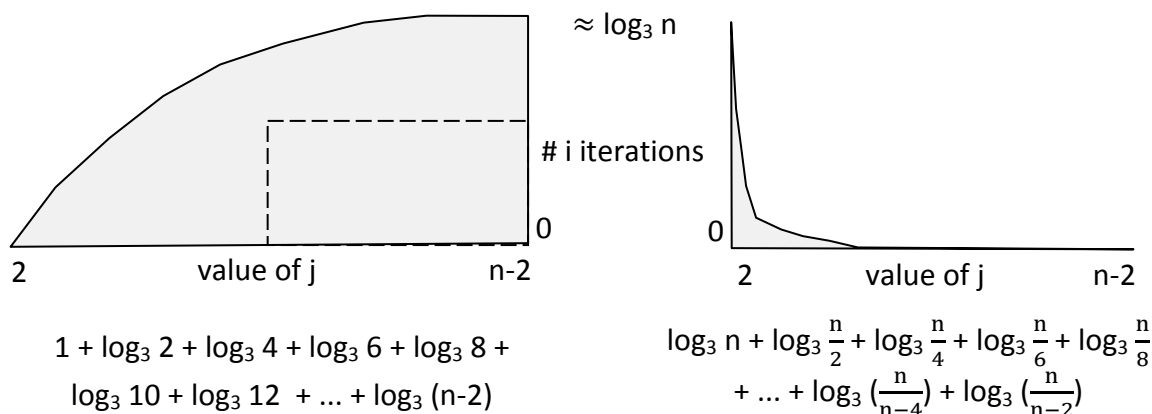 ≈ log₃ n
# i iterations
0
2 value of j n-2
0
2 value of j n-2
1 + log₃ 2 + log₃ 4 + log₃ 6 + log₃ 8 +
log₃ 10 + log₃ 12 + ... + log₃ (n-2)
log₃ n + log₃ n/2 + log₃ n/4 + log₃ n/6 + log₃ n/8
+ ... + log₃ (n/n−4) + log₃ (n/n−2)